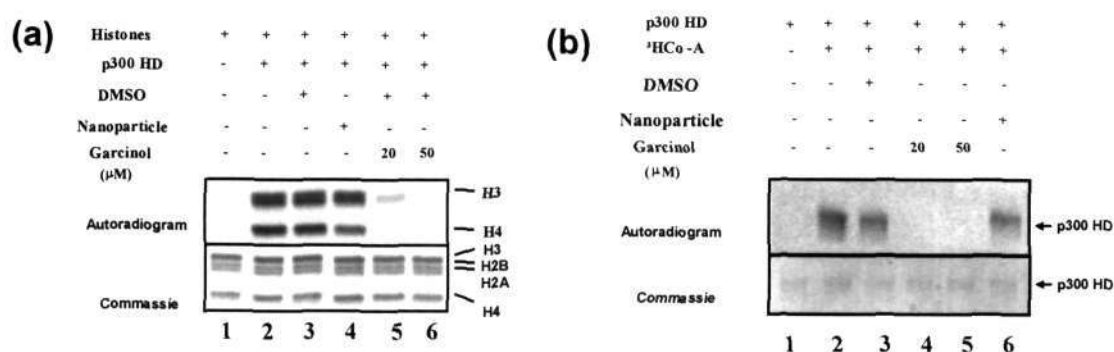 (a)
Histones + + + + + +
p300 HD - + + + + +
DMSO - - + - + +
Nanoparticle - - - + - -
Garcinol - - - - 20 50
(μM)
Autoradiogram
H3
H4
Commassie
H3
H2B
H2A
H4
1 2 3 4 5 6
(b)
p300 HD + + + + + +
³HCo-A - + + + + +
DMSO - - + - - -
Nanoparticle - - - - - +
Garcinol - - - 20 50 -
(μM)
Autoradiogram
p300 HD
Commassie
p300 HD
1 2 3 4 5 6